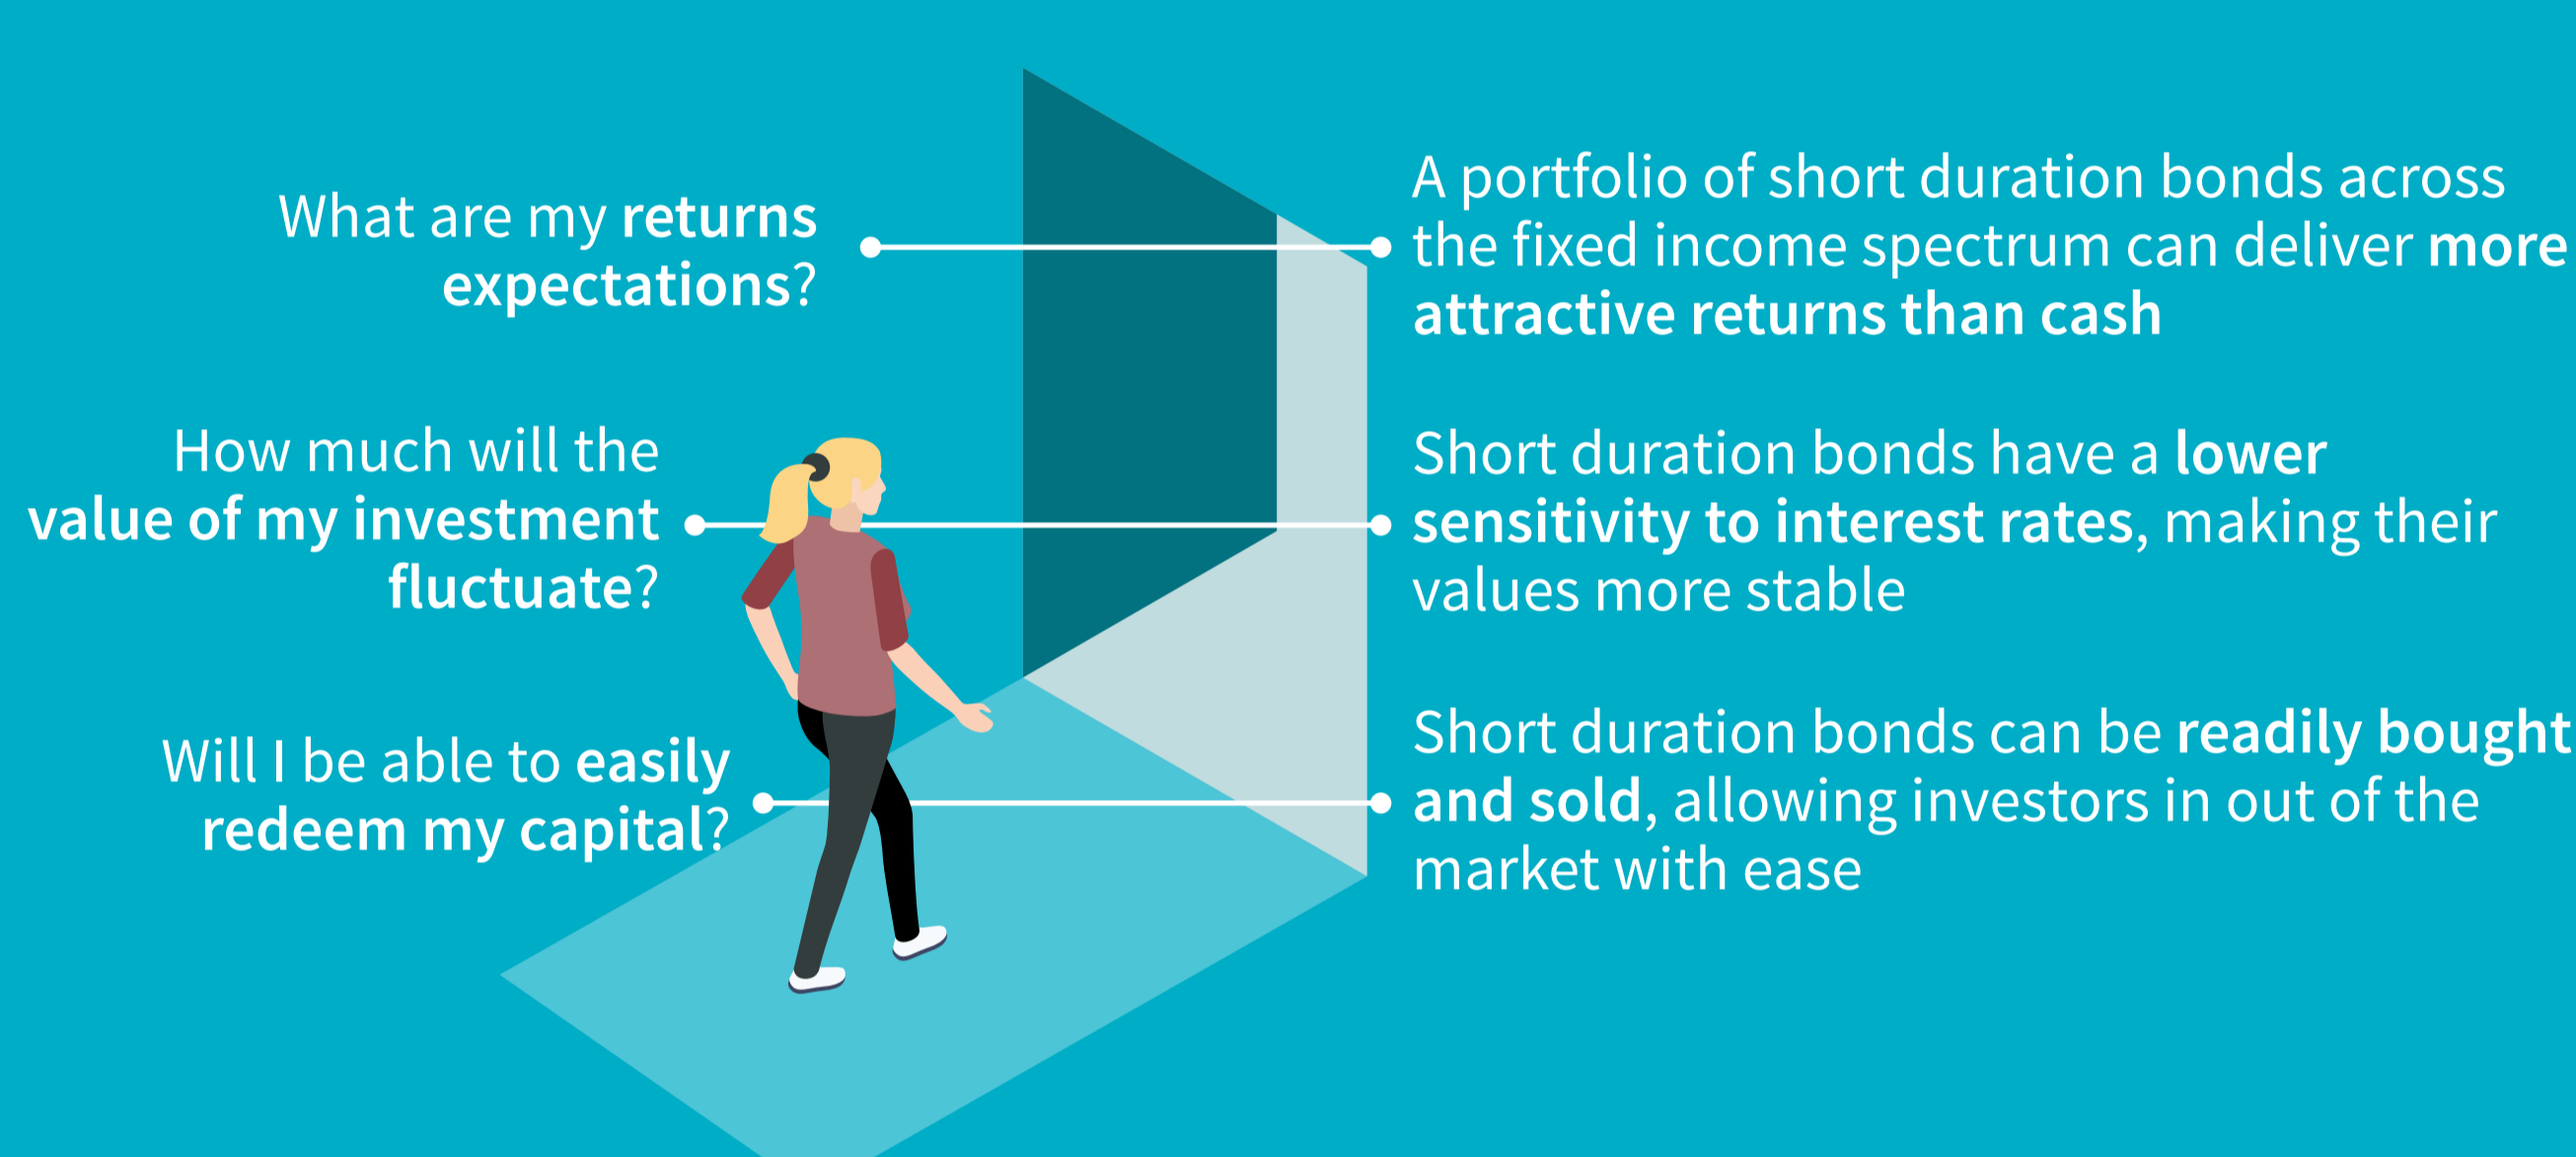 What are my returns
expectations?
A portfolio of short duration bonds across
the fixed income spectrum can deliver more
attractive returns than cash
How much will the
value of my investment
fluctuate?
Short duration bonds have a lower
sensitivity to interest rates, making their
values more stable
Will I be able to easily
redeem my capital?
Short duration bonds can be readily bought
and sold, allowing investors in out of the
market with ease